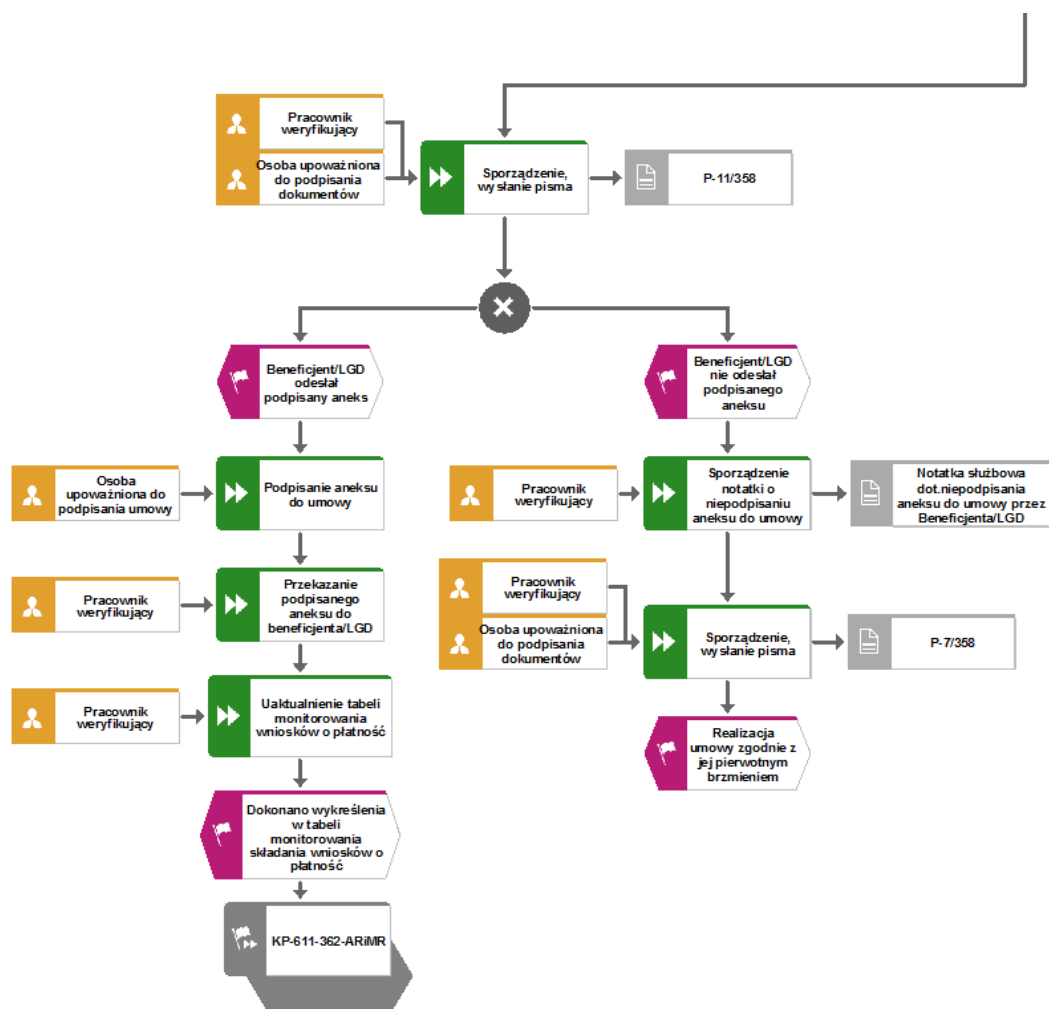 Pracownik
weryfikujący
Osoba upoważniona
do podpisania
dokumentów
Sporządzenie,
wysłanie pisma
P-11/358
Beneficjent/LGD
odesłał
podpisany aneks
Beneficjent/LGD
nie odesłał
podpisanego
aneksu
Osoba
upoważniona do
podpisania umowy
Podpisanie aneksu
do umowy
Pracownik
weryfikujący
Sporządzenie
notatki o
niepodpisaniu
aneksu do umowy
Notatka służbowa
dot.niepodpisania
aneksu do umowy przez
Beneficjenta/LGD
Pracownik
weryfikujący
Przekazanie
podpisanego
aneksu do
beneficjenta/LGD
Pracownik
weryfikujący
Osoba upoważniona
do podpisania
dokumentów
Sporządzenie,
wysłanie pisma
P-7/358
Pracownik
weryfikujący
Uaktualnienie tabeli
monitorowania
wniosków o płatność
Realizacja
umowy zgodnie z
jej pierwotnym
brzmieniem
Dokonano wykreślenia
w tabeli
monitorowania
składania wniosków o
płatność
KP-611-362-ARiMR